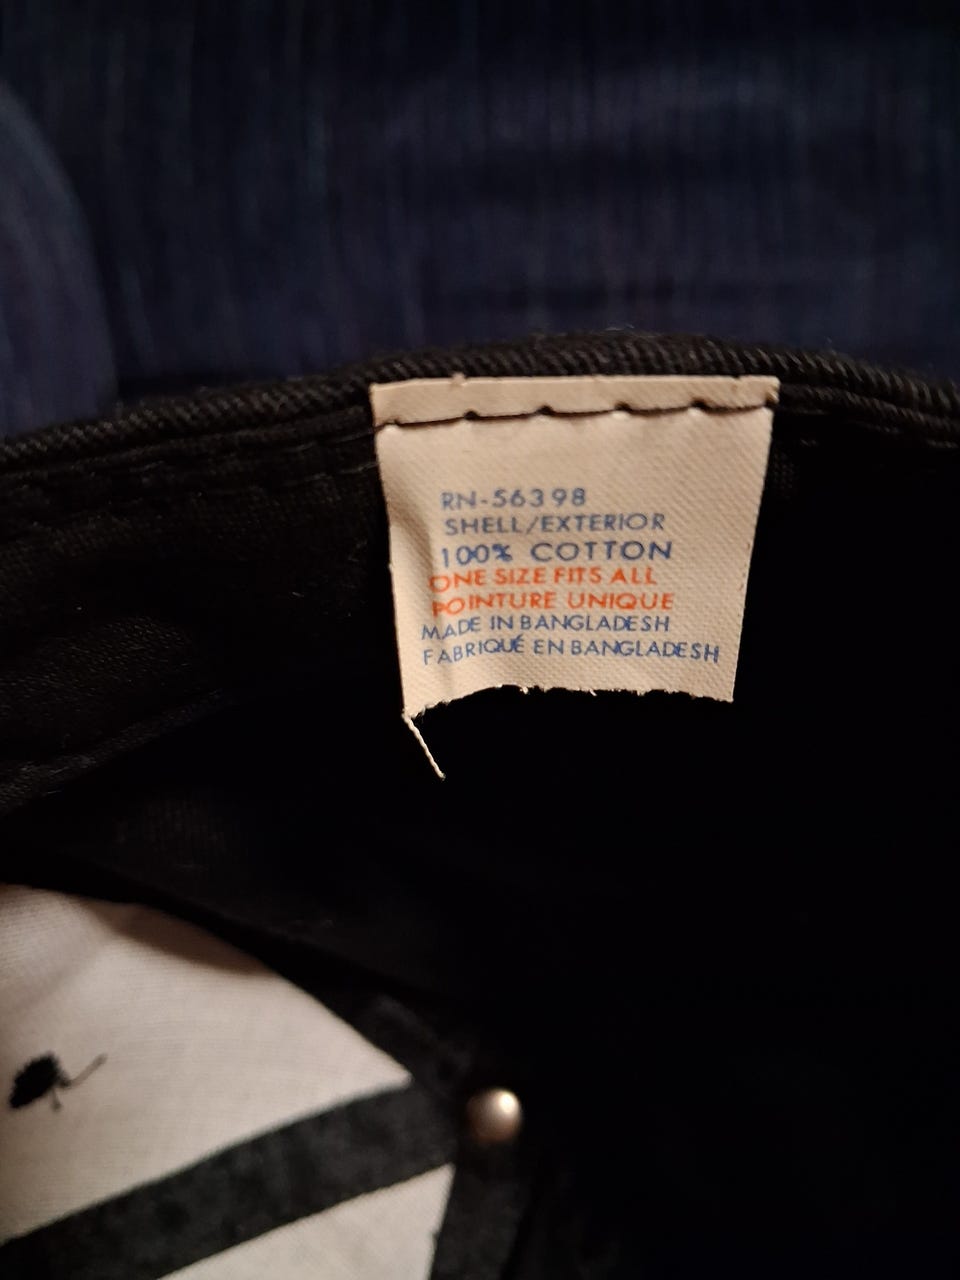 RN-56398
SHELL/EXTERIOR
100% COTTON
ONE SIZE FITS ALL
POINTURE UNIQUE
MADE IN BANGLADESH
FABRIQUÉ EN BANGLADESH